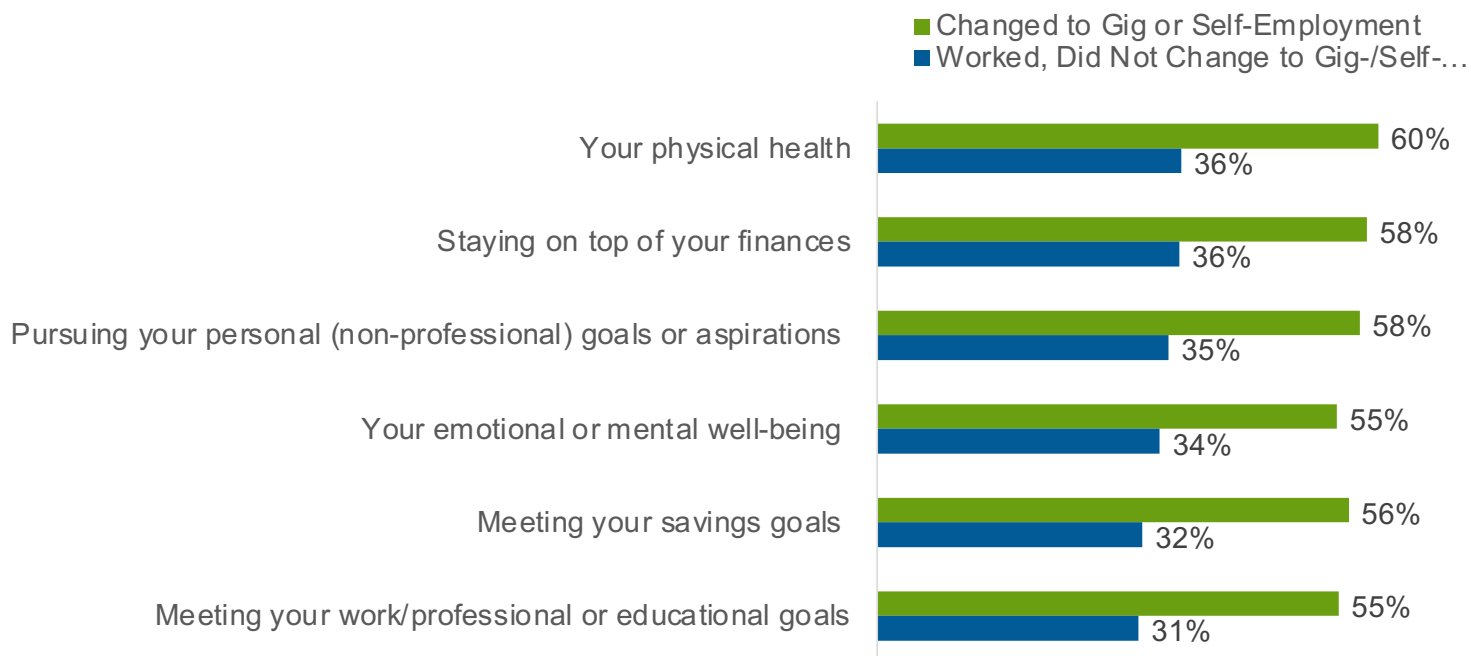 Changed to Gig or Self-Employment
Worked, Did Not Change to Gig-/Self-…
Your physical health
60%
36%
Staying on top of your finances
58%
36%
Pursuing your personal (non-professional) goals or aspirations
58%
35%
Your emotional or mental well-being
55%
34%
Meeting your savings goals
56%
32%
Meeting your work/professional or educational goals
55%
31%